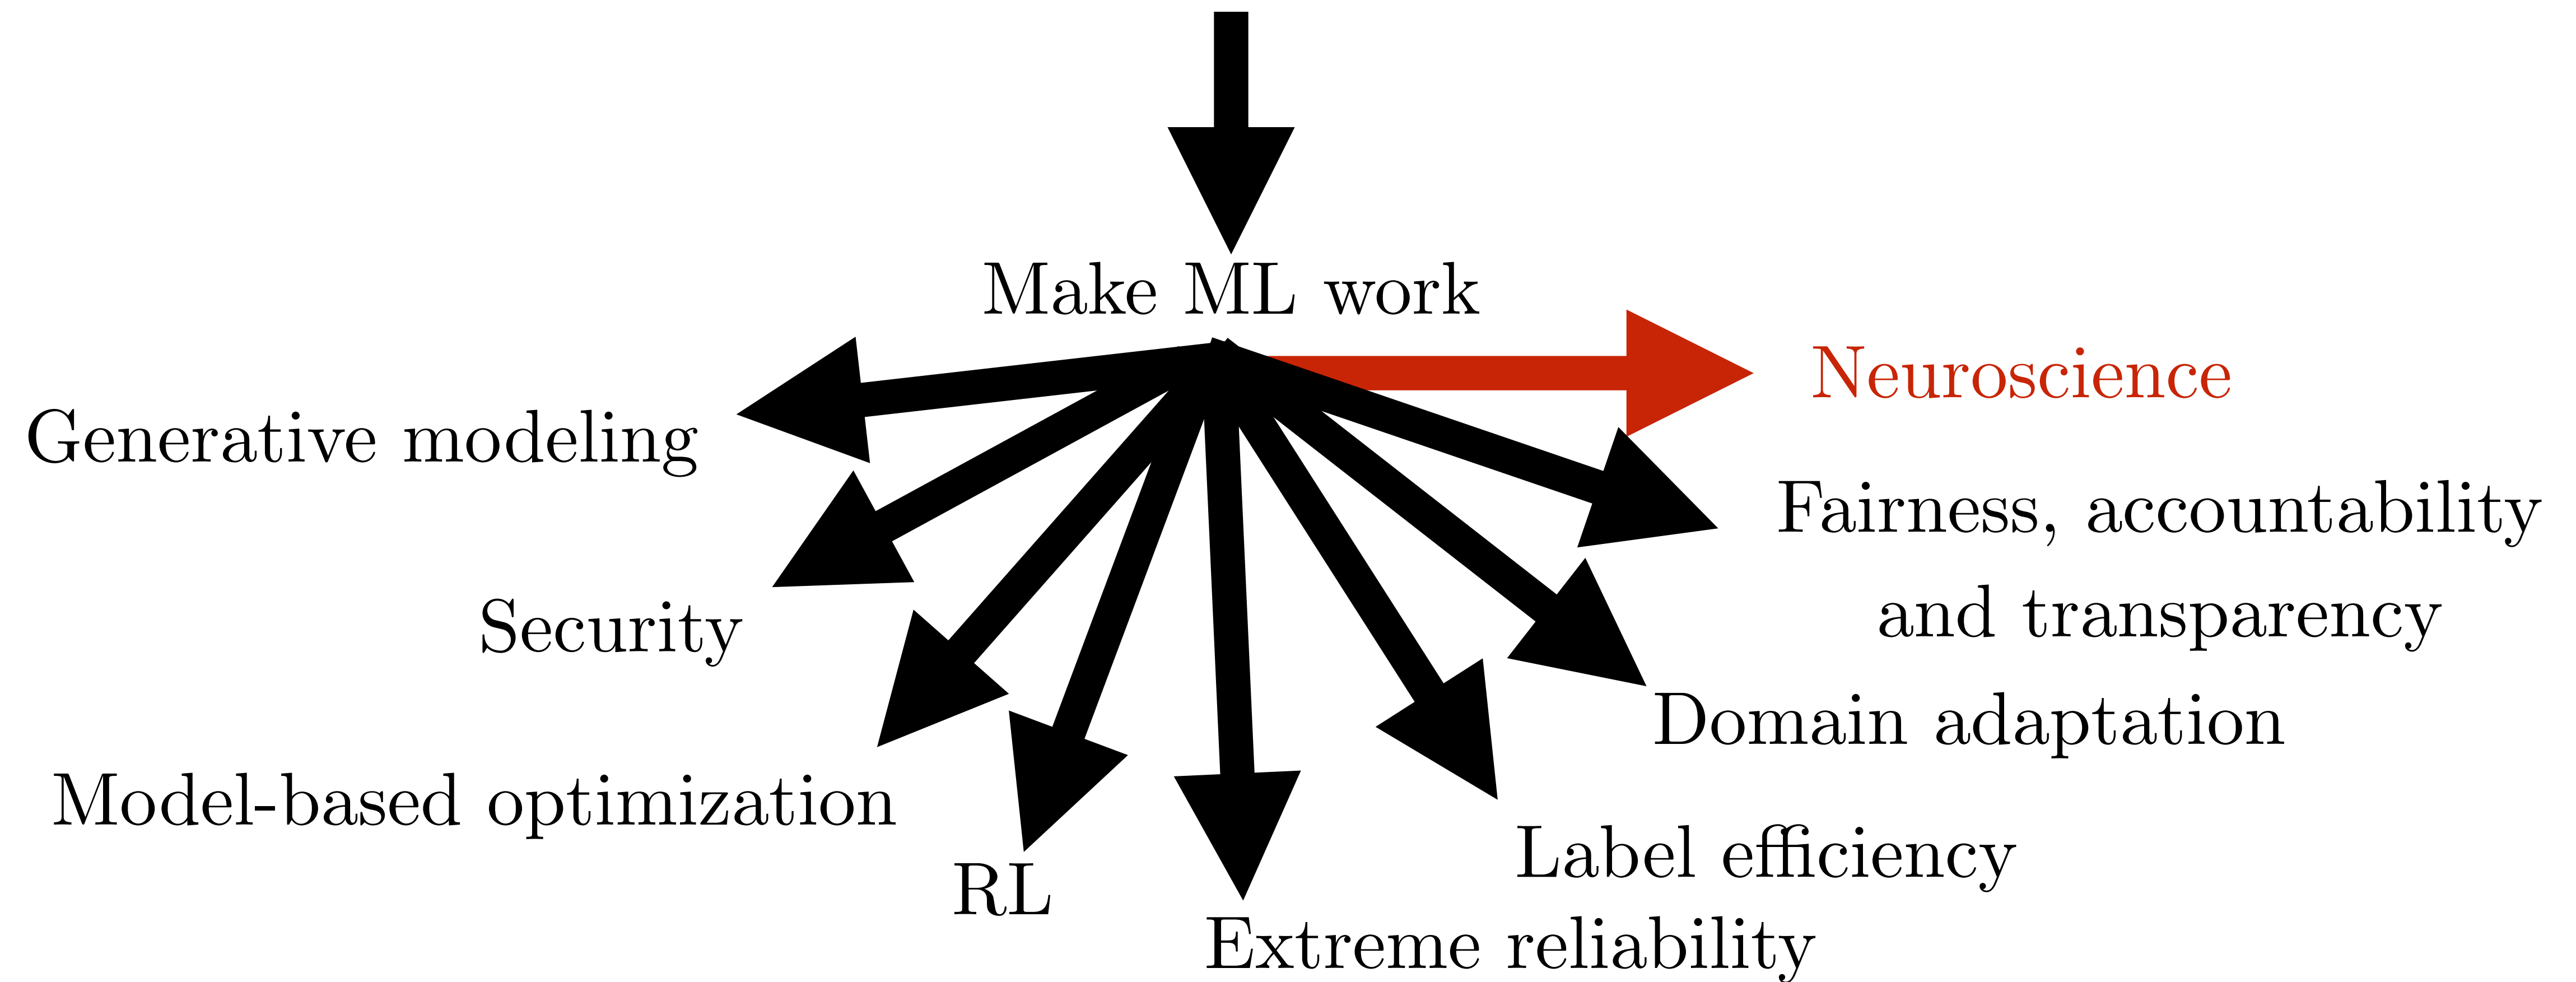 Make ML work
Neuroscience
Generative modeling
Fairness, accountability
and transparency
Security
Domain adaptation
Model-based optimization
Label efficiency
RL
Extreme reliability